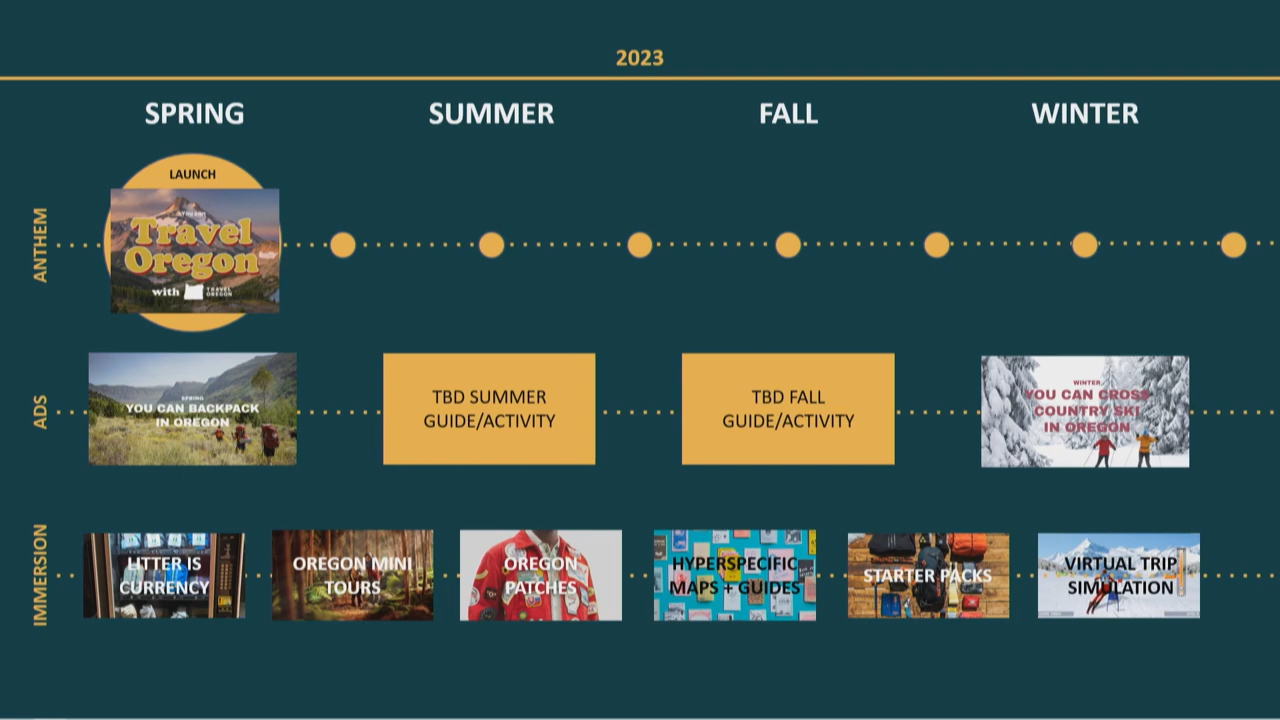 2023
SPRING
SUMMER
FALL
WINTER
ANTHEM
LAUNCH
Travel
Oregon
with
TRAVEL
OREGON
ADS
SPRING
YOU CAN BACKPACK
IN OREGON
TBD SUMMER
GUIDE/ACTIVITY
TBD FALL
GUIDE/ACTIVITY
WINTER
YOU CAN CROSS
COUNTRY SKI
IN OREGON
IMMERSION
LITTER IS
CURRENCY
OREGON MINI
TOURS
OREGON
PATCHES
HYPERSPECIFIC
MAPS + GUIDES
STARTER PACKS
VIRTUAL TRIP
SIMULATION